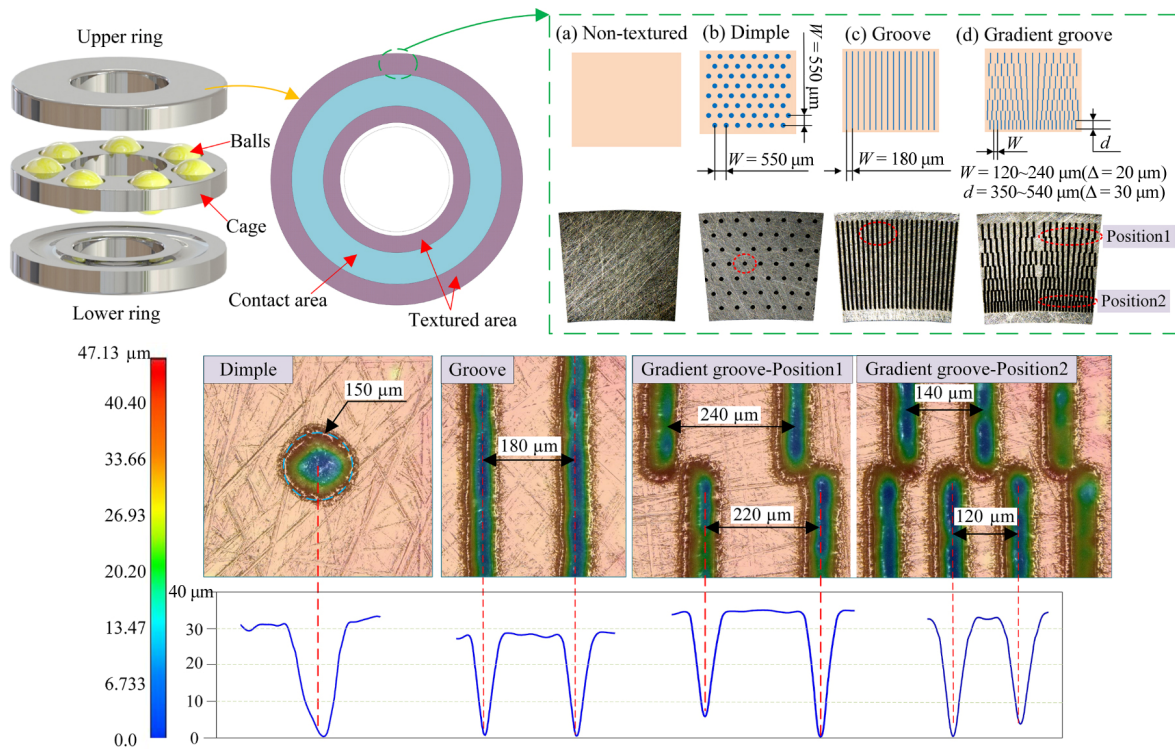 Upper ring
Balls
Cage
Lower ring
Contact area
Textured area
(a) Non-textured
(b) Dimple
(c) Groove
(d) Gradient groove
W = 550 μm
W = 550 μm
W = 180 μm
W
d
W = 120~240 μm(Δ = 20 μm)
d = 350~540 μm(Δ = 30 μm)
Position1
Position2
47.13 μm
40.40
33.66
26.93
20.20
13.47
6.733
0.0
Dimple
150 μm
Groove
180 μm
Gradient groove-Position1
240 μm
220 μm
Gradient groove-Position2
140 μm
120 μm
40 μm
30
20
10
0